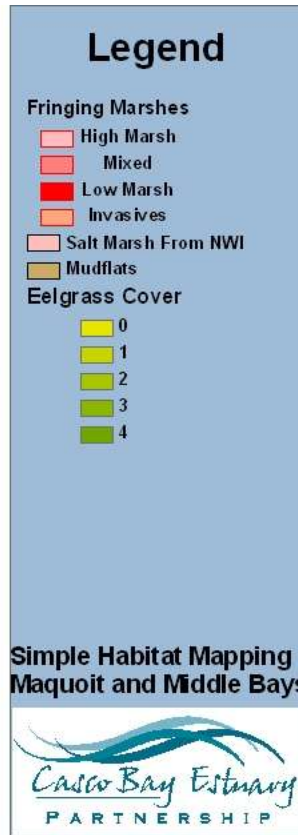 Legend
Fringing Marshes
High Marsh
Mixed
Low Marsh
Invasives
Salt Marsh From NWI
Mudflats
Eelgrass Cover
0
1
2
3
4
Simple Habitat Mapping
Maquoit and Middle Bays
Casco Bay Estuary
PARTNERSHIP